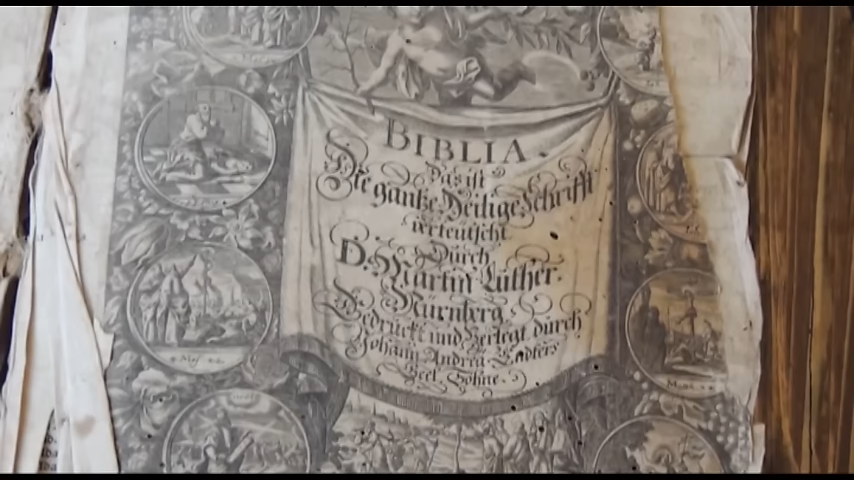 BIBLIA.
Das ist
Die gantze Heilige Schrifft
verteutscht
Durch
D. Martin Luther.
Nürnberg,
Gedruckt und Verlegt durch
Johann Andreæ Endters
Seel. Söhne.